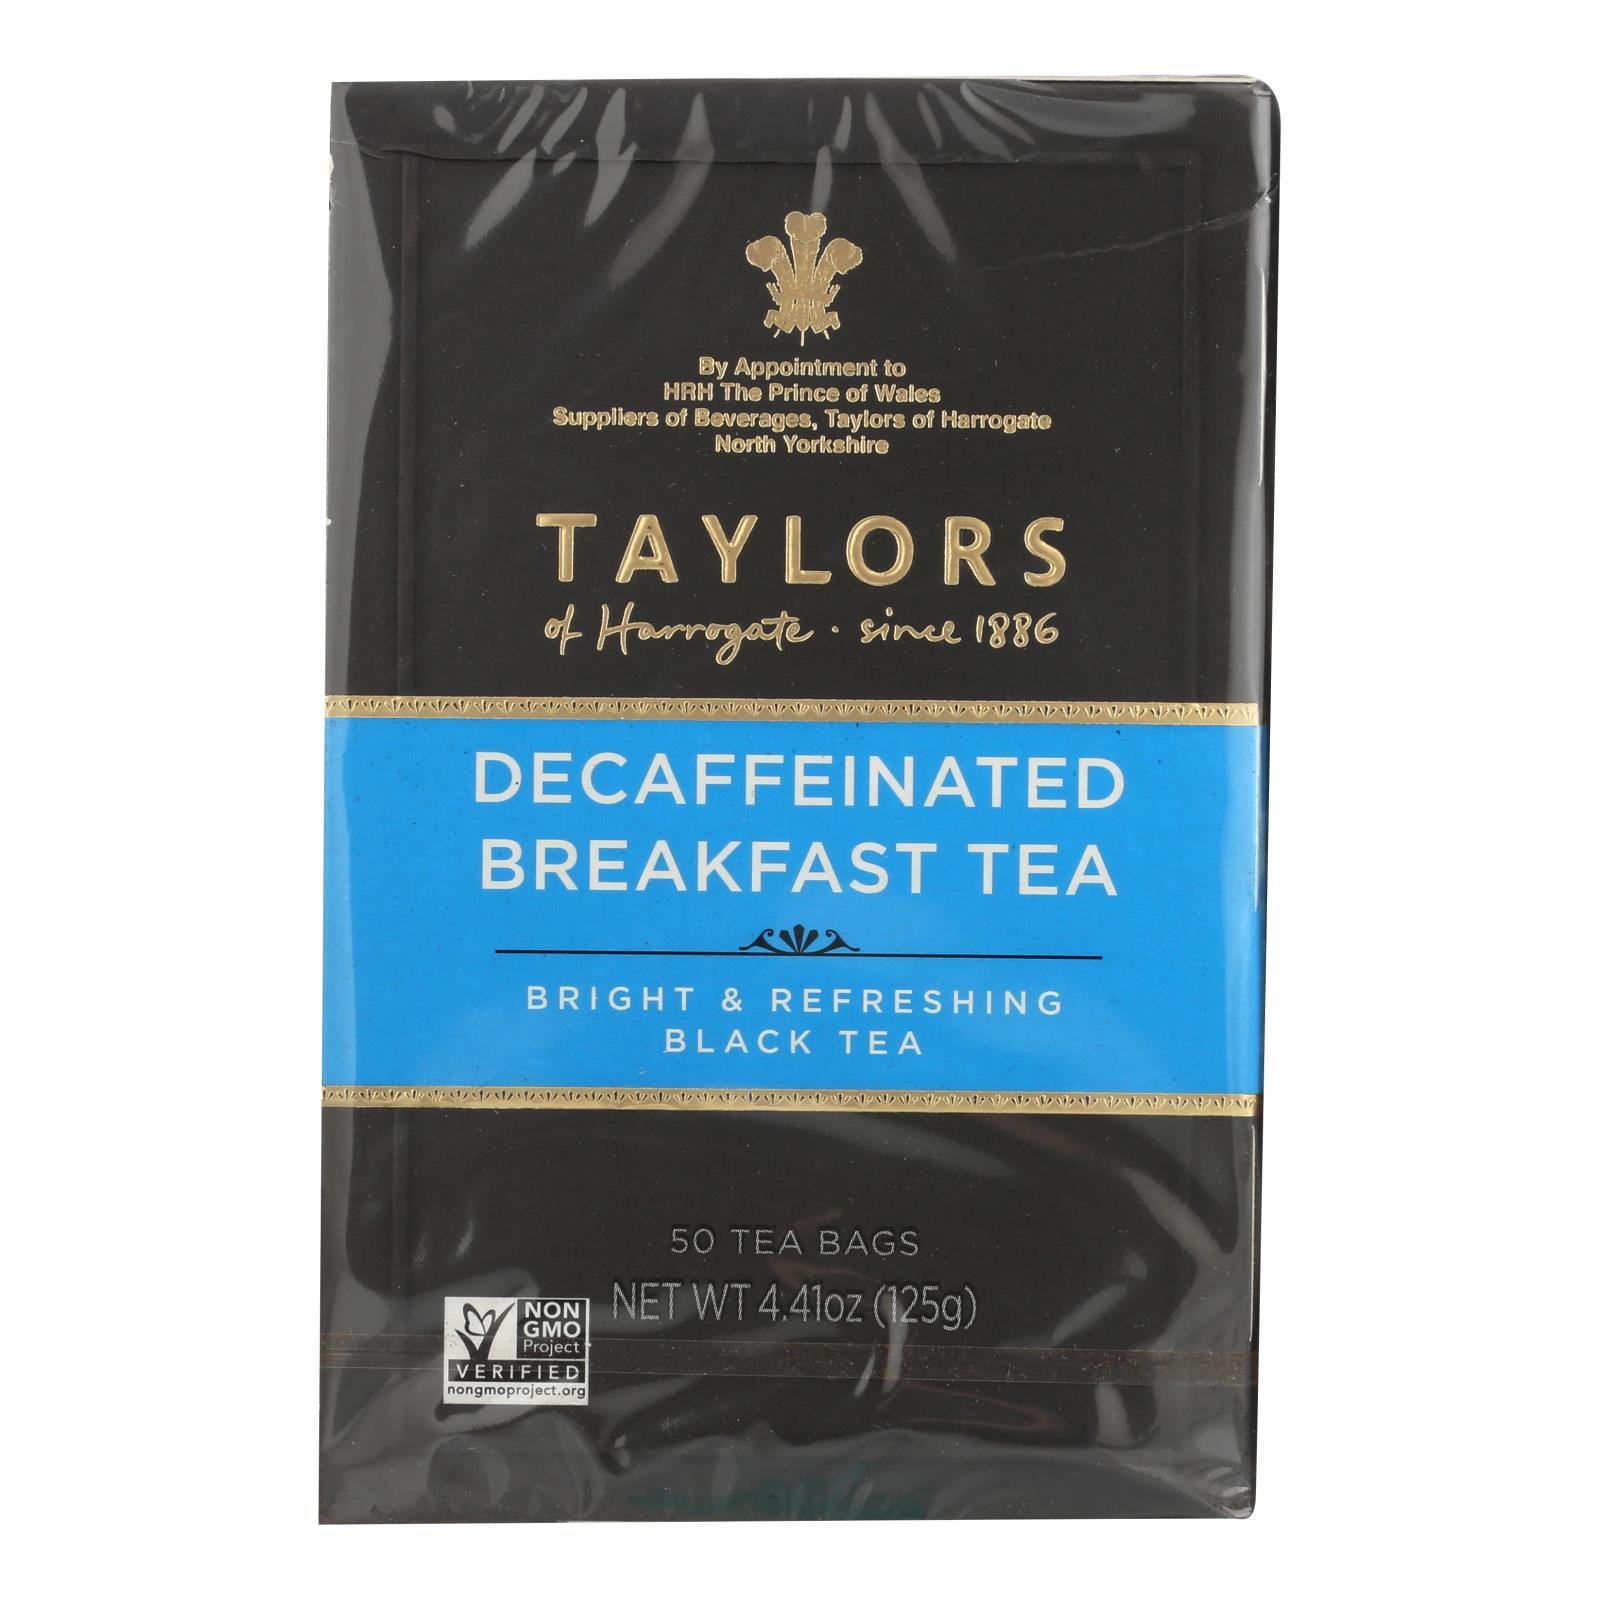 By Appointment to
HRH The Prince of Wales
Suppliers of Beverages, Taylors of Harrogate
North Yorkshire
TAYLORS
of Harrogate · since 1886
DECAFFEINATED
BREAKFAST TEA
BRIGHT & REFRESHING
BLACK TEA
50 TEA BAGS
NET WT 4.41oz (125g)
NON
GMO
Project
VERIFIED
nongmoproject.org